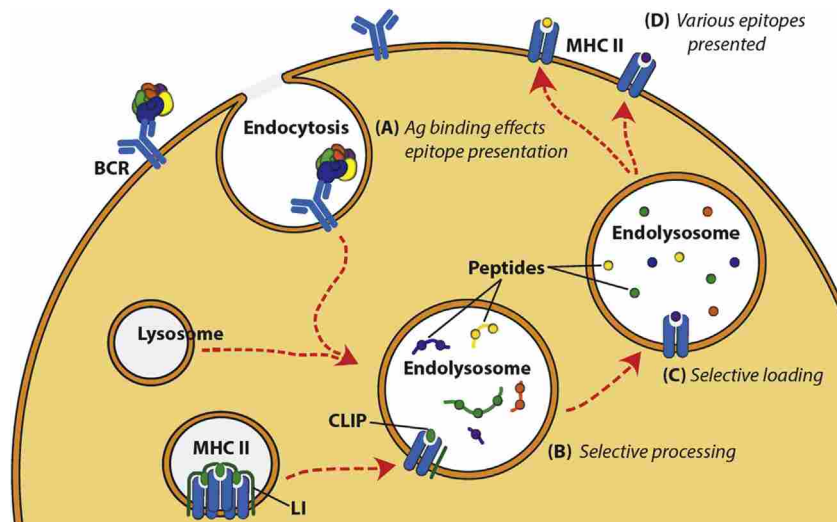 (D) Various epitopes
presented
MHC II
Endocytosis
(A) Ag binding effects
epitope presentation
BCR
Endolysosome
Peptides
Lysosome
Endolysosome
(C) Selective loading
CLIP
MHC II
(B) Selective processing
LI